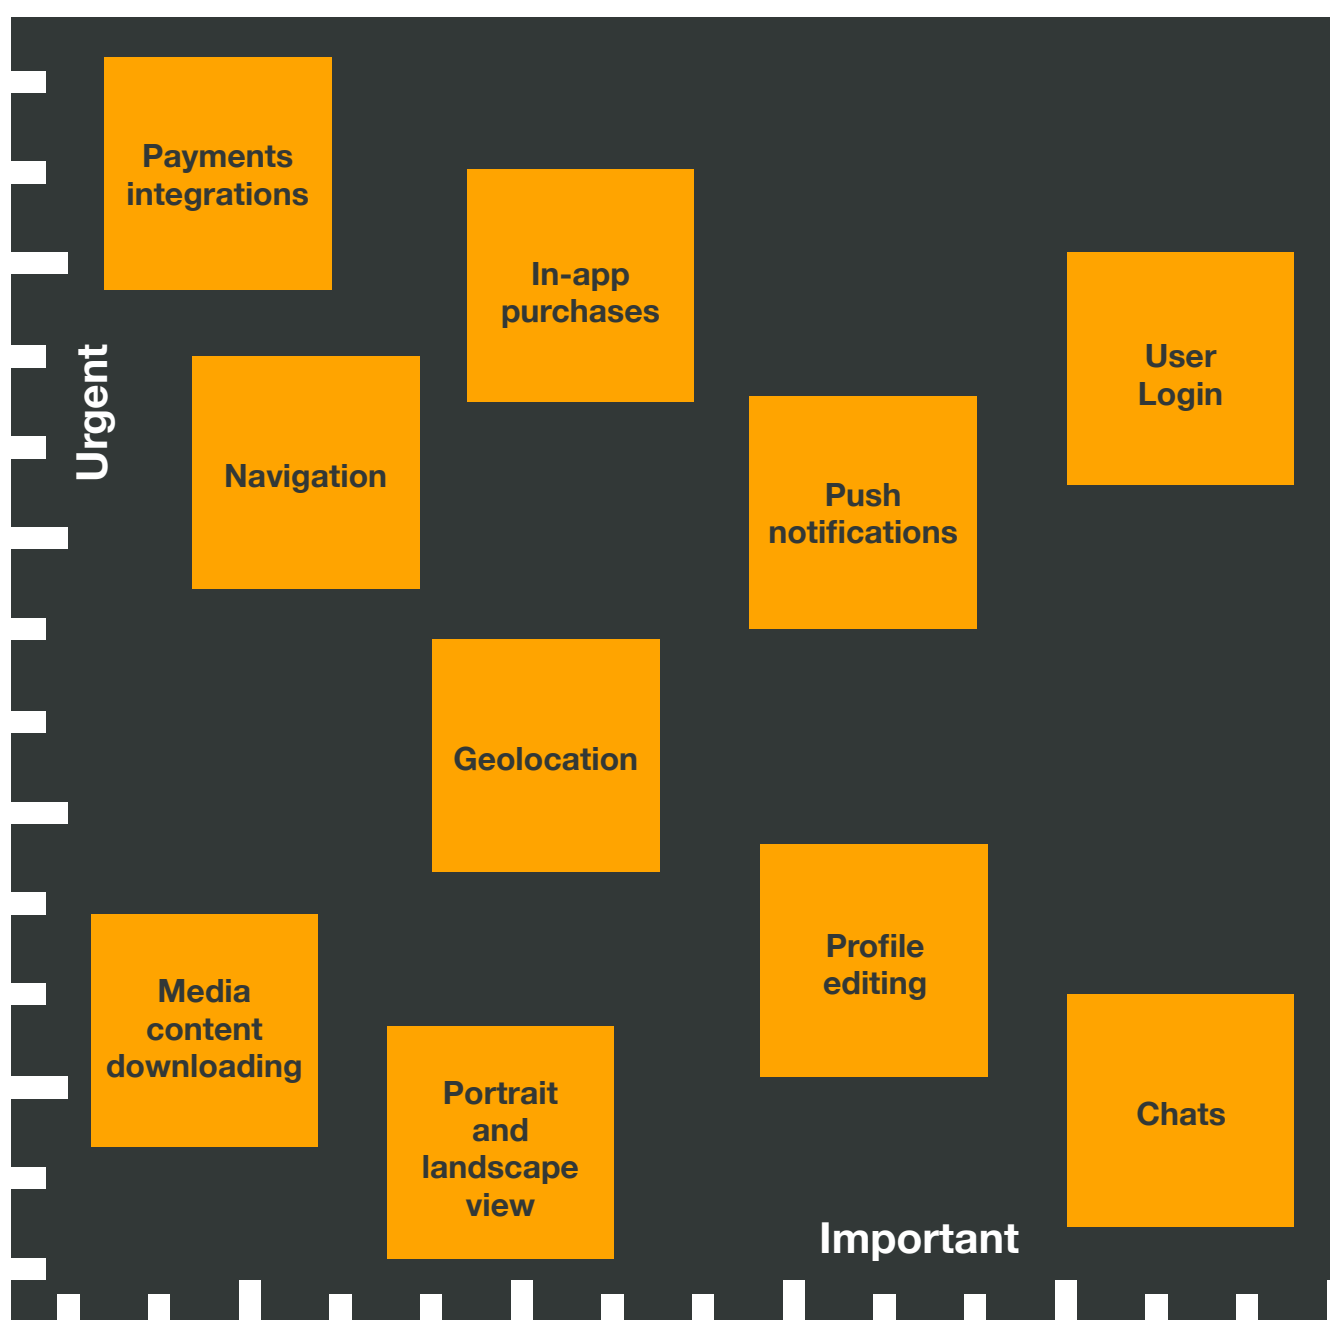 Payments
integrations
In-app
purchases
User
Login
Urgent
Navigation
Push
notifications
Geolocation
Profile
editing
Media
content
downloading
Portrait
and
landscape
view
Chats
Important